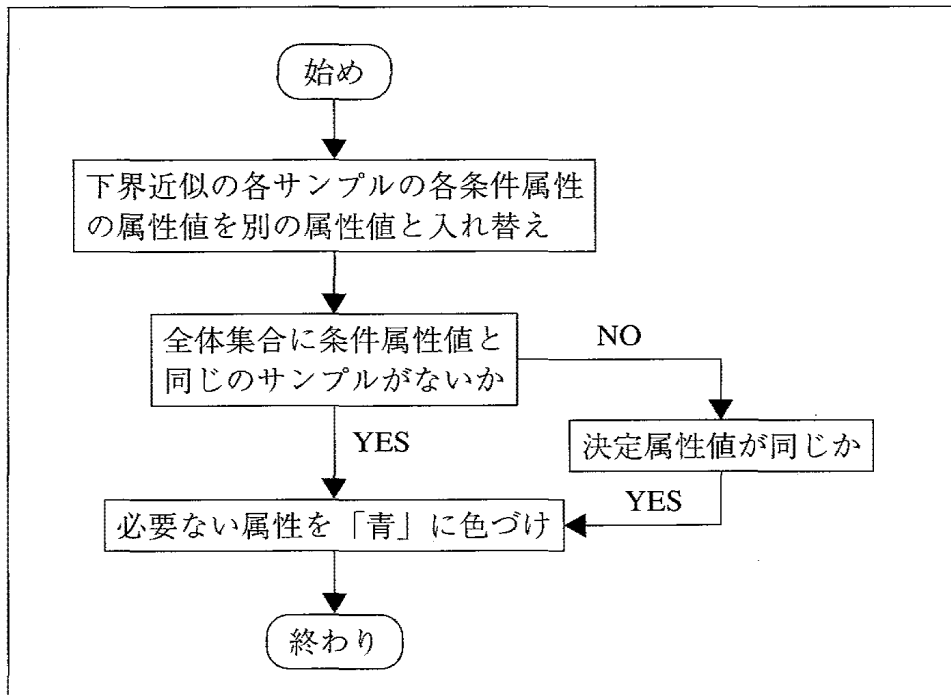 始め
下界近似の各サンプルの各条件属性
の属性値を別の属性値と入れ替え
全体集合に条件属性値と
同じのサンプルがないか
NO
YES
決定属性値が同じか
YES
必要ない属性を「青」に色づけ
終わり